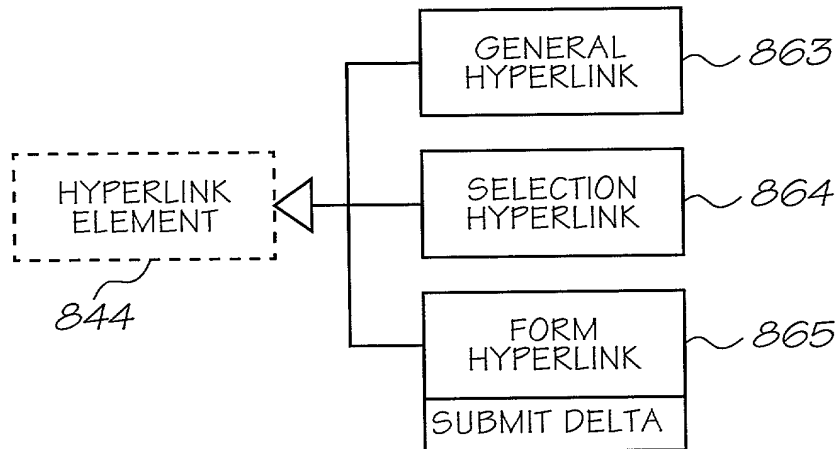 GENERAL
HYPERLINK
863
HYPERLINK
ELEMENT
844
SELECTION
HYPERLINK
864
FORM
HYPERLINK
865
SUBMIT DELTA